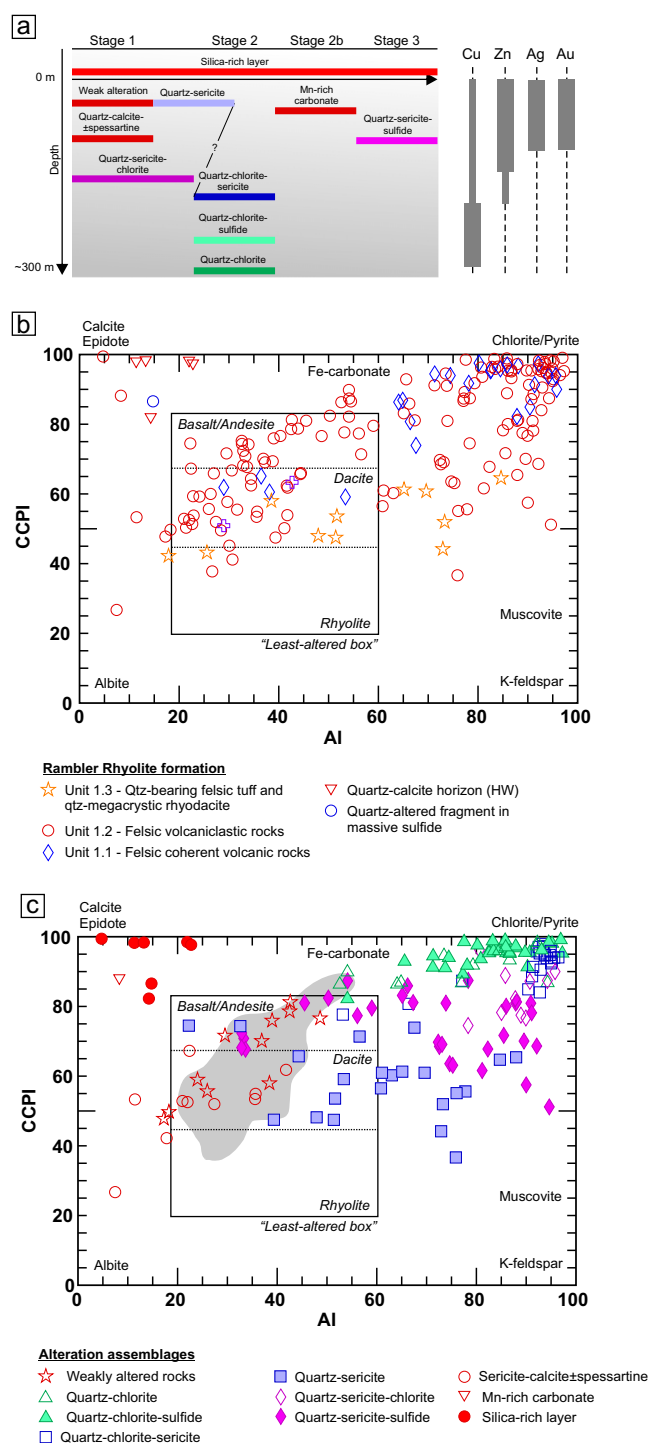 a
Stage 1 Stage 2 Stage 2b Stage 3
Cu Zn Ag Au
Silica-rich layer
0 m
Weak alteration
Quartz-sericite
Mn-rich
carbonate
Quartz-calcite-
±spessartine
Quartz-sericite-
sulfide
?
Depth
Quartz-sericite-
chlorite
Quartz-chlorite-
sericite
Quartz-chlorite-
sulfide
Quartz-chlorite
~300 m
b
Calcite
Epidote
Chlorite/Pyrite
100
Fe-carbonate
Basalt/Andesite
80
Dacite
60
CCPI
40
Rhyolite
Muscovite
20
"Least-altered box"
Albite
K-feldspar
0
0 20 40 60 80 100
AI
Rambler Rhyolite formation
Unit 1.3 - Qtz-bearing felsic tuff and
qtz-megacrystic rhyodacite
Unit 1.2 - Felsic volcaniclastic rocks
Unit 1.1 - Felsic coherent volcanic rocks
Quartz-calcite horizon (HW)
Quartz-altered fragment in
massive sulfide
c
Calcite
Epidote
Chlorite/Pyrite
100
Fe-carbonate
Basalt/Andesite
80
Dacite
60
CCPI
40
Rhyolite
Muscovite
20
"Least-altered box"
Albite
K-feldspar
0
0 20 40 60 80 100
AI
Alteration assemblages
Weakly altered rocks
Quartz-chlorite
Quartz-chlorite-sulfide
Quartz-chlorite-sericite
Quartz-sericite
Quartz-sericite-chlorite
Quartz-sericite-sulfide
Sericite-calcite±spessartine
Mn-rich carbonate
Silica-rich layer